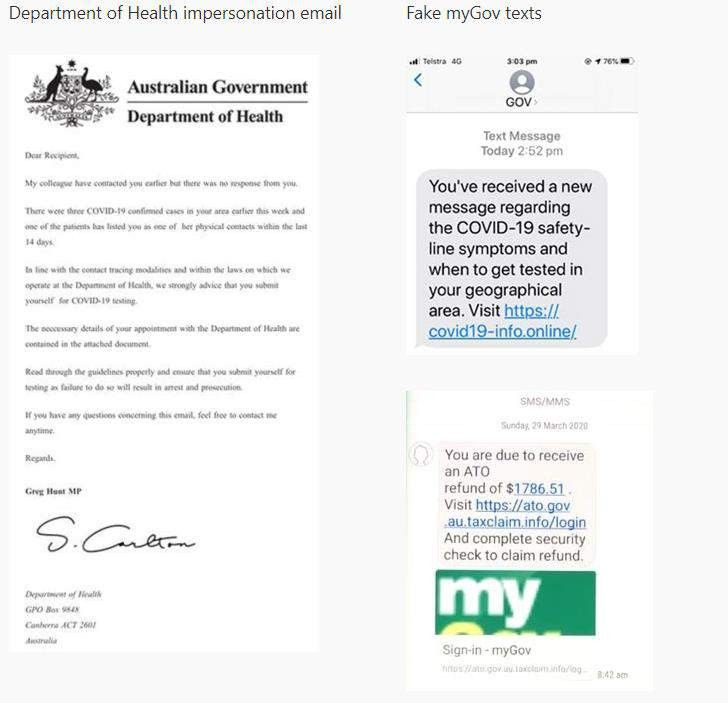 Department of Health impersonation email
Australian Government
Department of Health
Dear Recipient,
My colleague have contacted you earlier but there was no response from you.
There were three COVID-19 confirmed cases in your area earlier this week and
one of the patients has listed you as one of her physical contacts within the last
14 days.
In line with the contact tracing modalities and within the laws on which we
operate at the Department of Health, we strongly advice that you submit
yourself for COVID-19 testing.
The neccessary details of your appointment with the Department of Health are
contained in the attached document.
Read through the guidelines properly and ensure that you submit yourself for
testing as failure to do so will result in arrest and prosecution.
If you have any questions concerning this email, feel free to contact me
anytime.
Regards.
Greg Hunt MP
S. Carlton
Department of Health
GPO Box 9848
Canberra ACT 2601
Australia
Fake myGov texts
Telstra 4G
3:03 pm
76%
GOV
Text Message
Today 2:52 pm
You've received a new
message regarding
the COVID-19 safety-
line symptoms and
when to get tested in
your geographical
area. Visit https://
covid19-info.online/
SMS/MMS
Sunday, 29 March 2020
You are due to receive
an ATO
refund of $1786.51 .
Visit https://ato.gov
.au.taxclaim.info/login
And complete security
check to claim refund.
my
Gov
Sign-in - myGov
https://ato.gov.au.taxclaim.info/log...
8:42 am